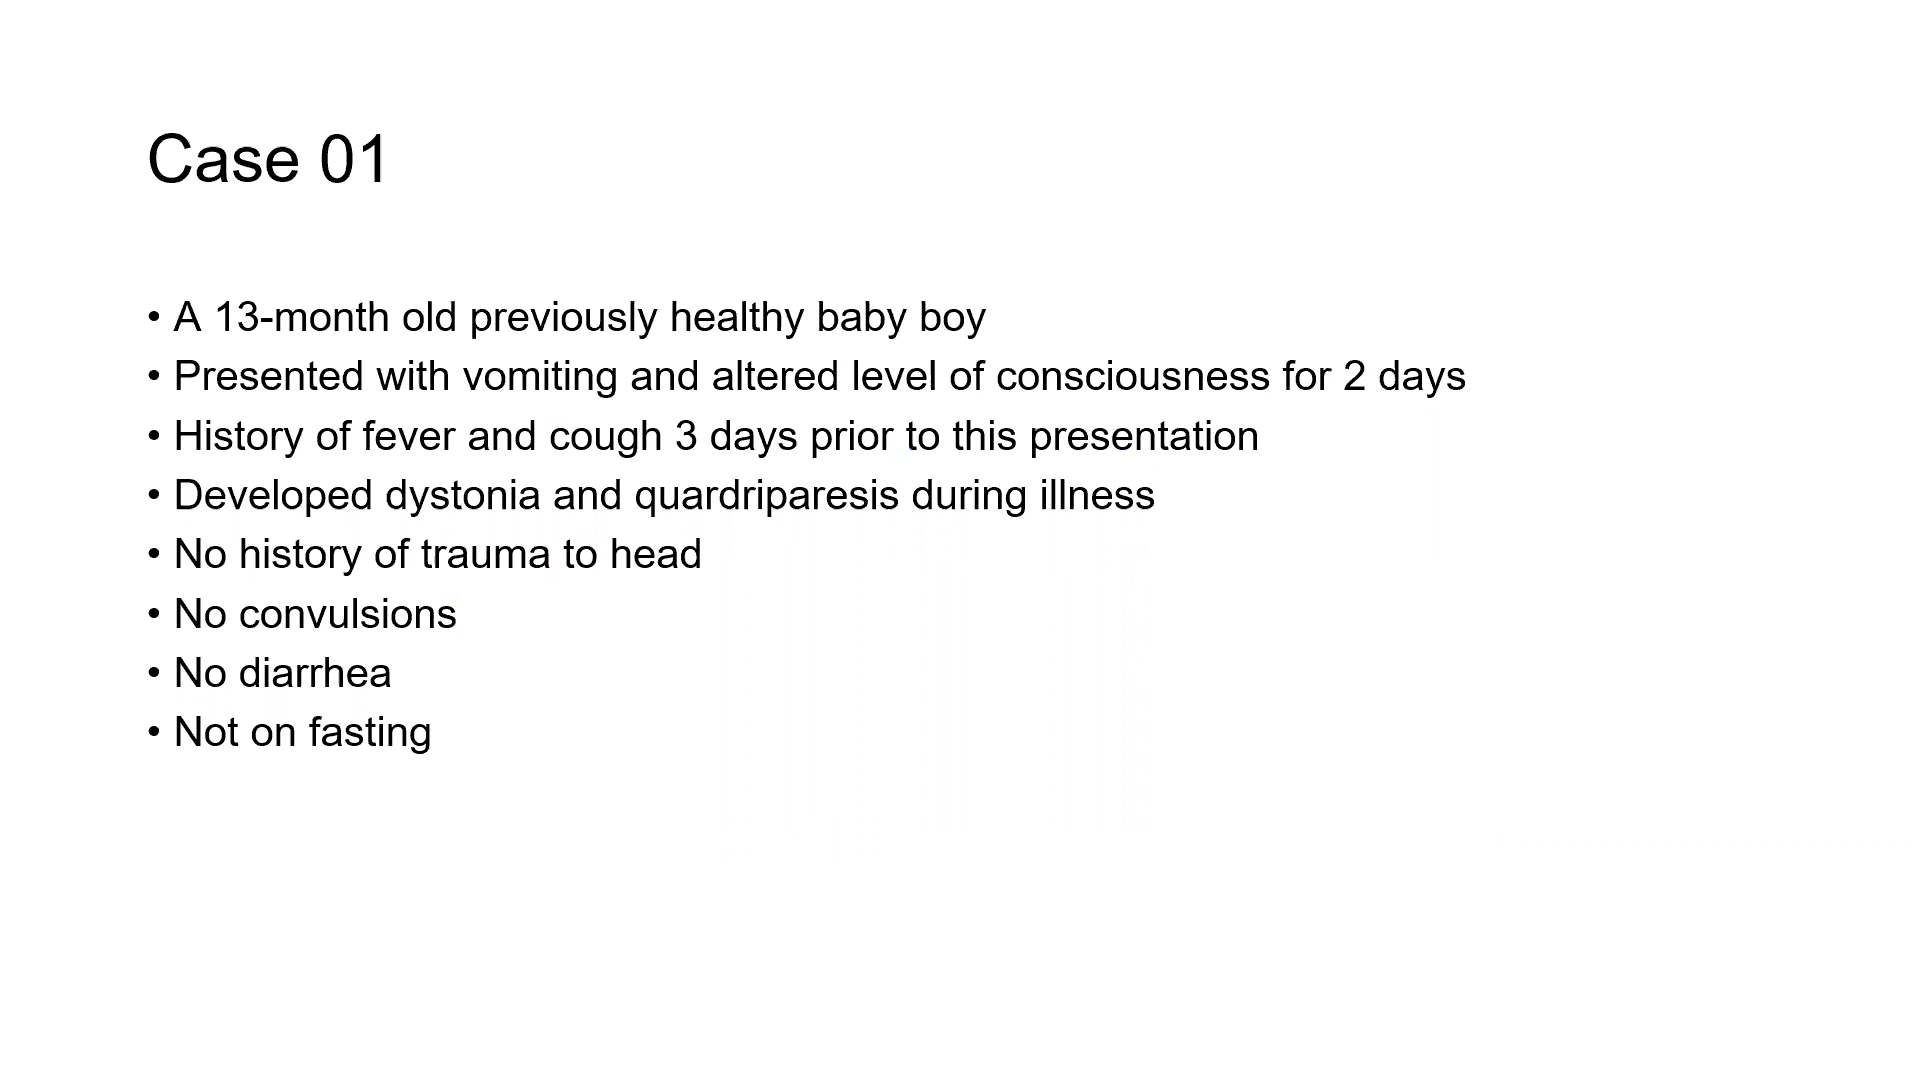 Case 01
• A 13-month old previously healthy baby boy
• Presented with vomiting and altered level of consciousness for 2 days
• History of fever and cough 3 days prior to this presentation
• Developed dystonia and quardriparesis during illness
• No history of trauma to head
• No convulsions
• No diarrhea
• Not on fasting